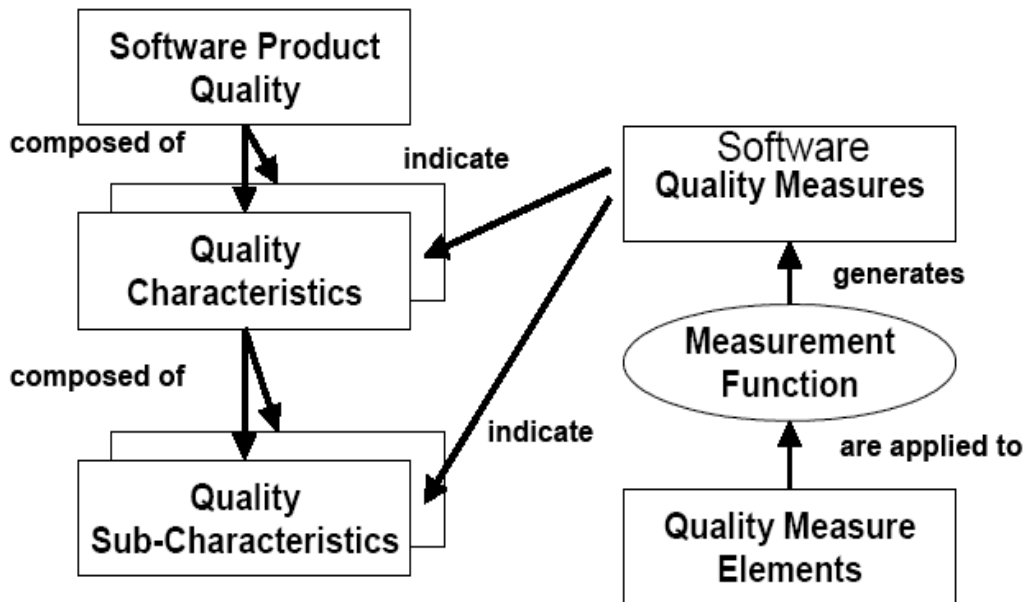 Software Product
Quality
composed of
indicate
Software
Quality Measures
Quality
Characteristics
generates
Measurement
Function
composed of
indicate
are applied to
Quality
Sub-Characteristics
Quality Measure
Elements